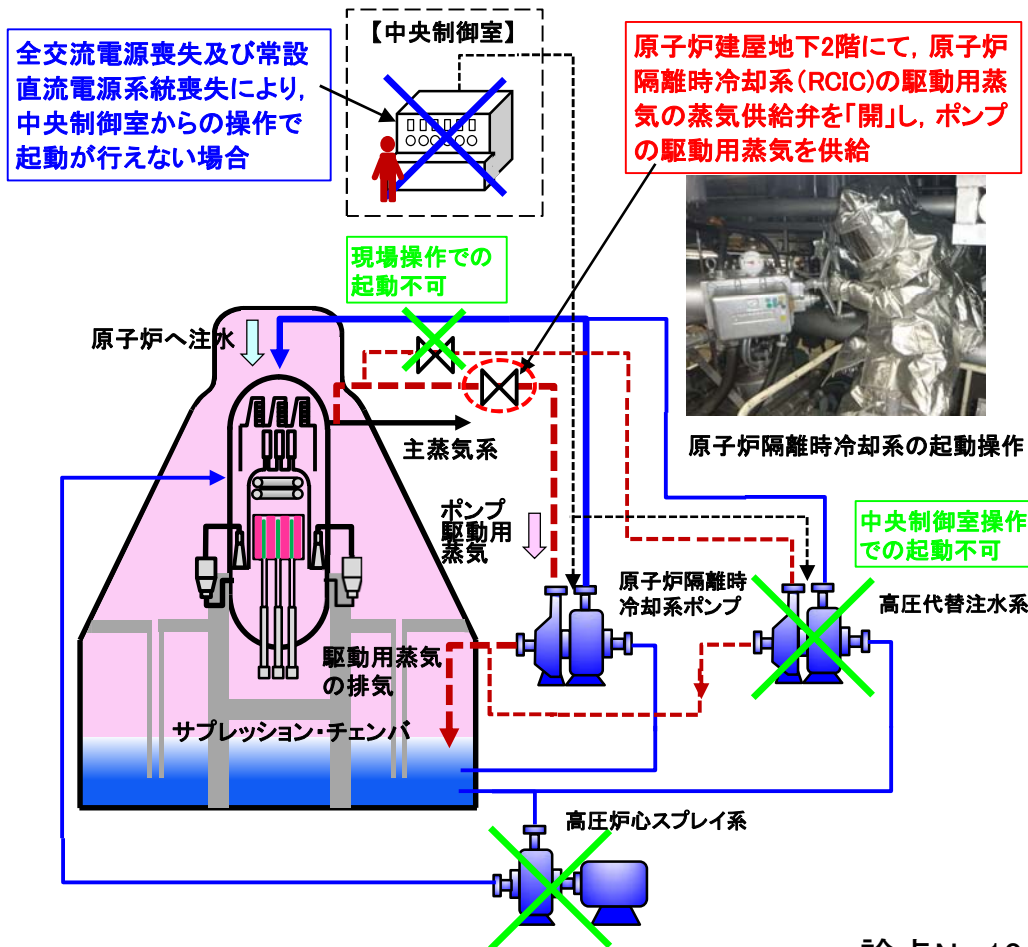 【中央制御室】
全交流電源喪失及び常設
直流電源系統喪失により,
中央制御室からの操作で
起動が行えない場合
原子炉建屋地下2階にて, 原子炉
隔離時冷却系(RCIC)の駆動用蒸
気の蒸気供給弁を「開」し, ポンプ
の駆動用蒸気を供給
現場操作での
起動不可
原子炉へ注水
主蒸気系
原子炉隔離時冷却系の起動操作
ポンプ
駆動用
蒸気
中央制御室操作
での起動不可
原子炉隔離時
冷却系ポンプ
高圧代替注水系
駆動用蒸気
の排気
サプレッション・チェンバ
高圧炉心スプレイ系